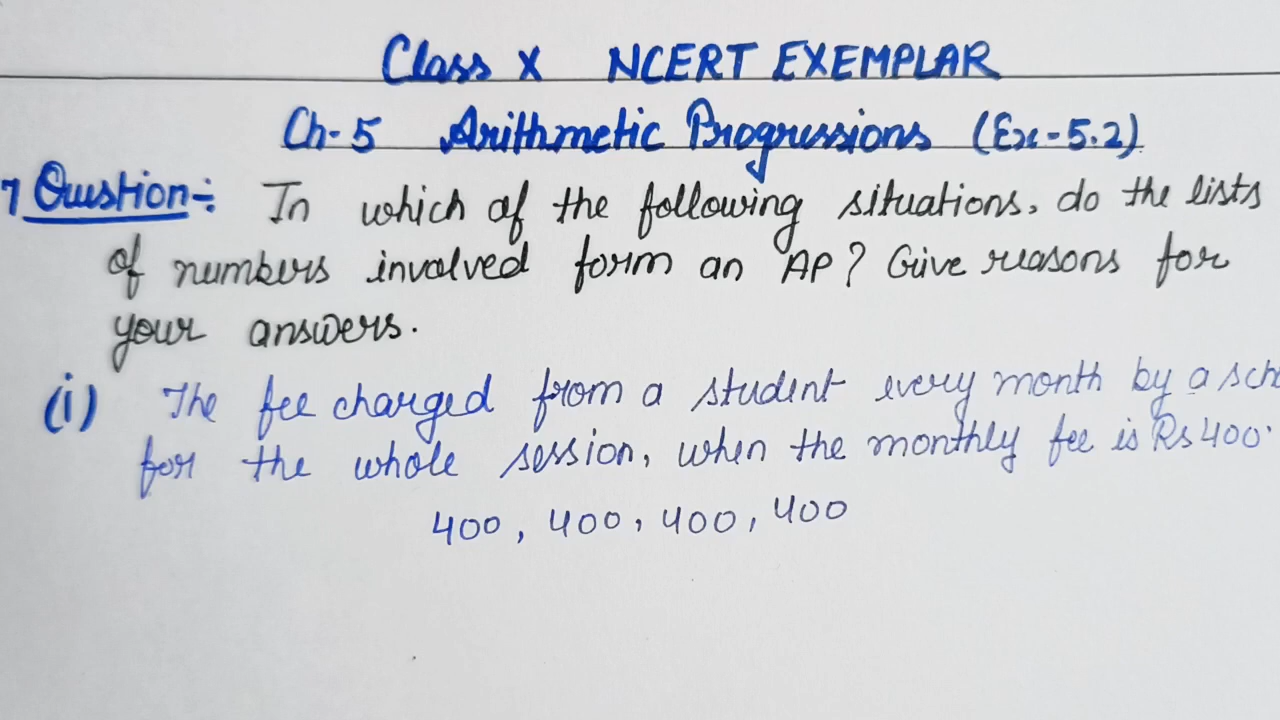 Class X NCERT EXEMPLAR
Ch-5 Arithmetic Progressions (Ex-5.2)
7 Question:- In which of the following situations, do the lists
of numbers involved form an AP? Give reasons for
your answers.
(i) The fee charged from a student every month by a sch
for the whole session, when the monthly fee is Rs 400.
400, 400, 400, 400